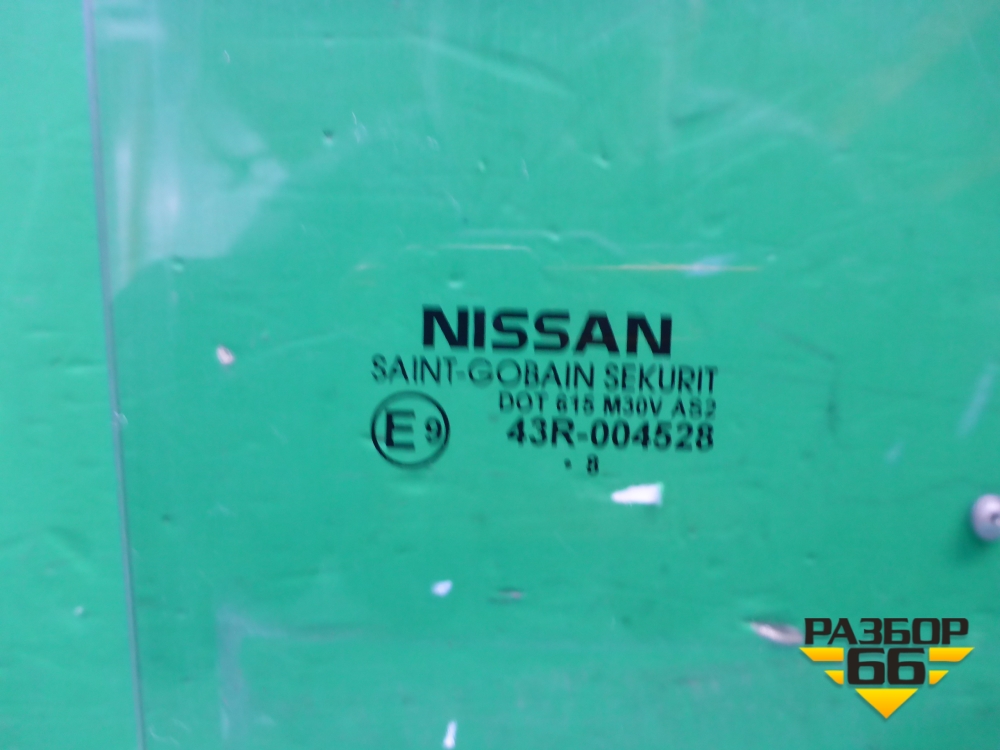 NISSAN
SAINT-GOBAIN SEKURIT
DOT 615 M30V AS2
E9
43R-004528
. 8
РАЗБОР
66